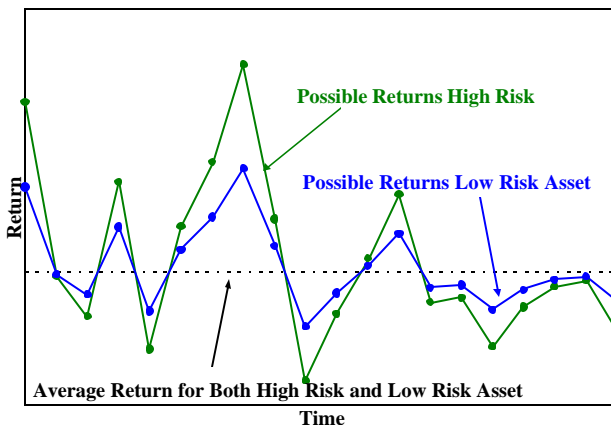 Possible Returns High Risk
Possible Returns Low Risk Asset
Return
Average Return for Both High Risk and Low Risk Asset
Time